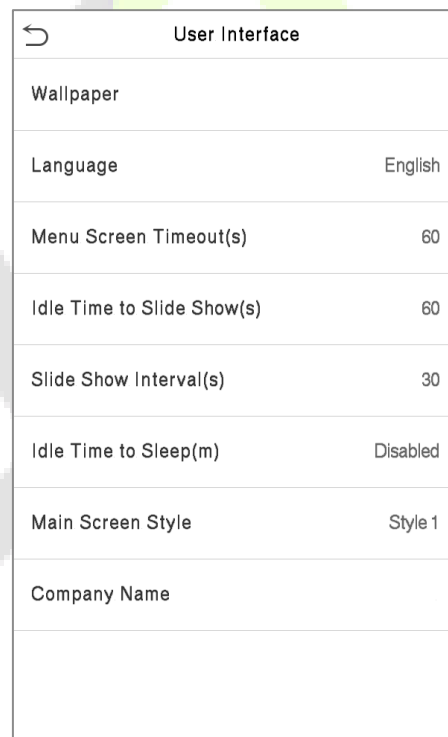 User Interface
Wallpaper
Language English
Menu Screen Timeout(s) 60
Idle Time to Slide Show(s) 60
Slide Show Interval(s) 30
Idle Time to Sleep(m) Disabled
Main Screen Style Style 1
Company Name